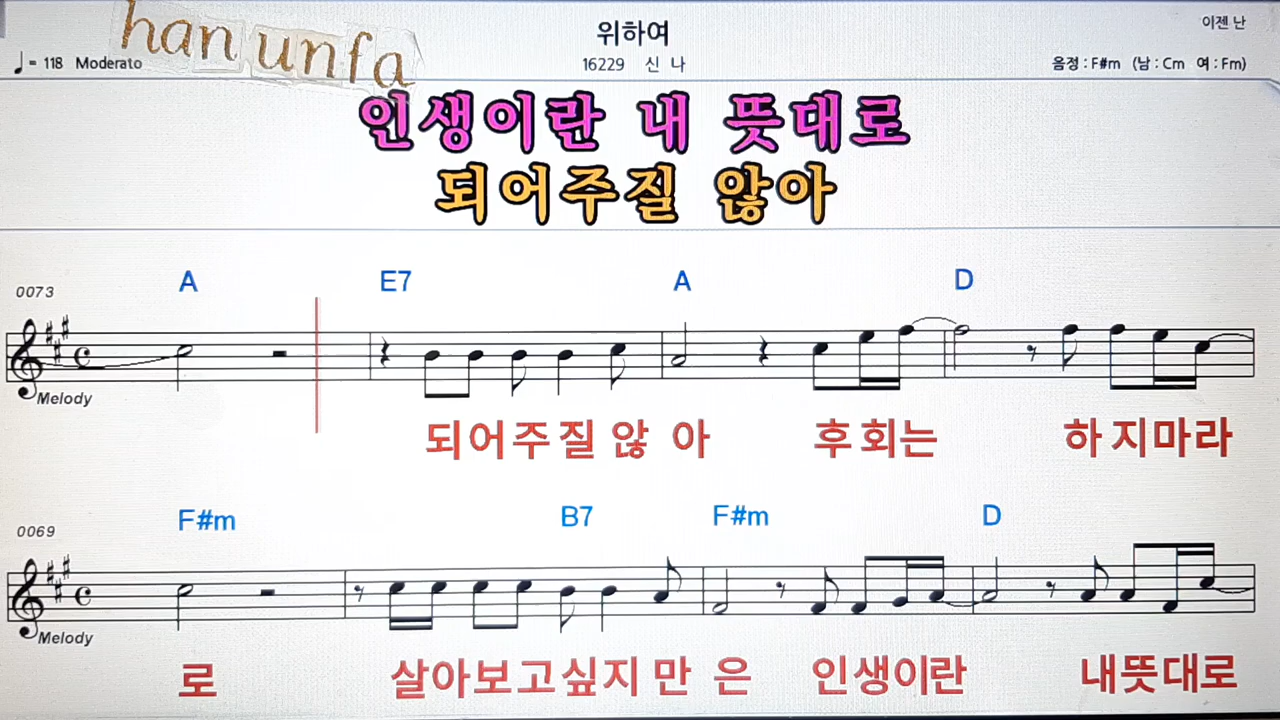 han unfa
위하여
이젠 난
♩= 118 Moderato
16229 신 나
음정 : F#m (남 : Cm 여 : Fm)
인생이란 내 뜻대로
되어주질 않아
0073
A E7 A D
Melody
되어주질않아 후회는 하지마라
0069
F#m B7 F#m D
Melody
로 살아보고싶지만은 인생이란 내뜻대로